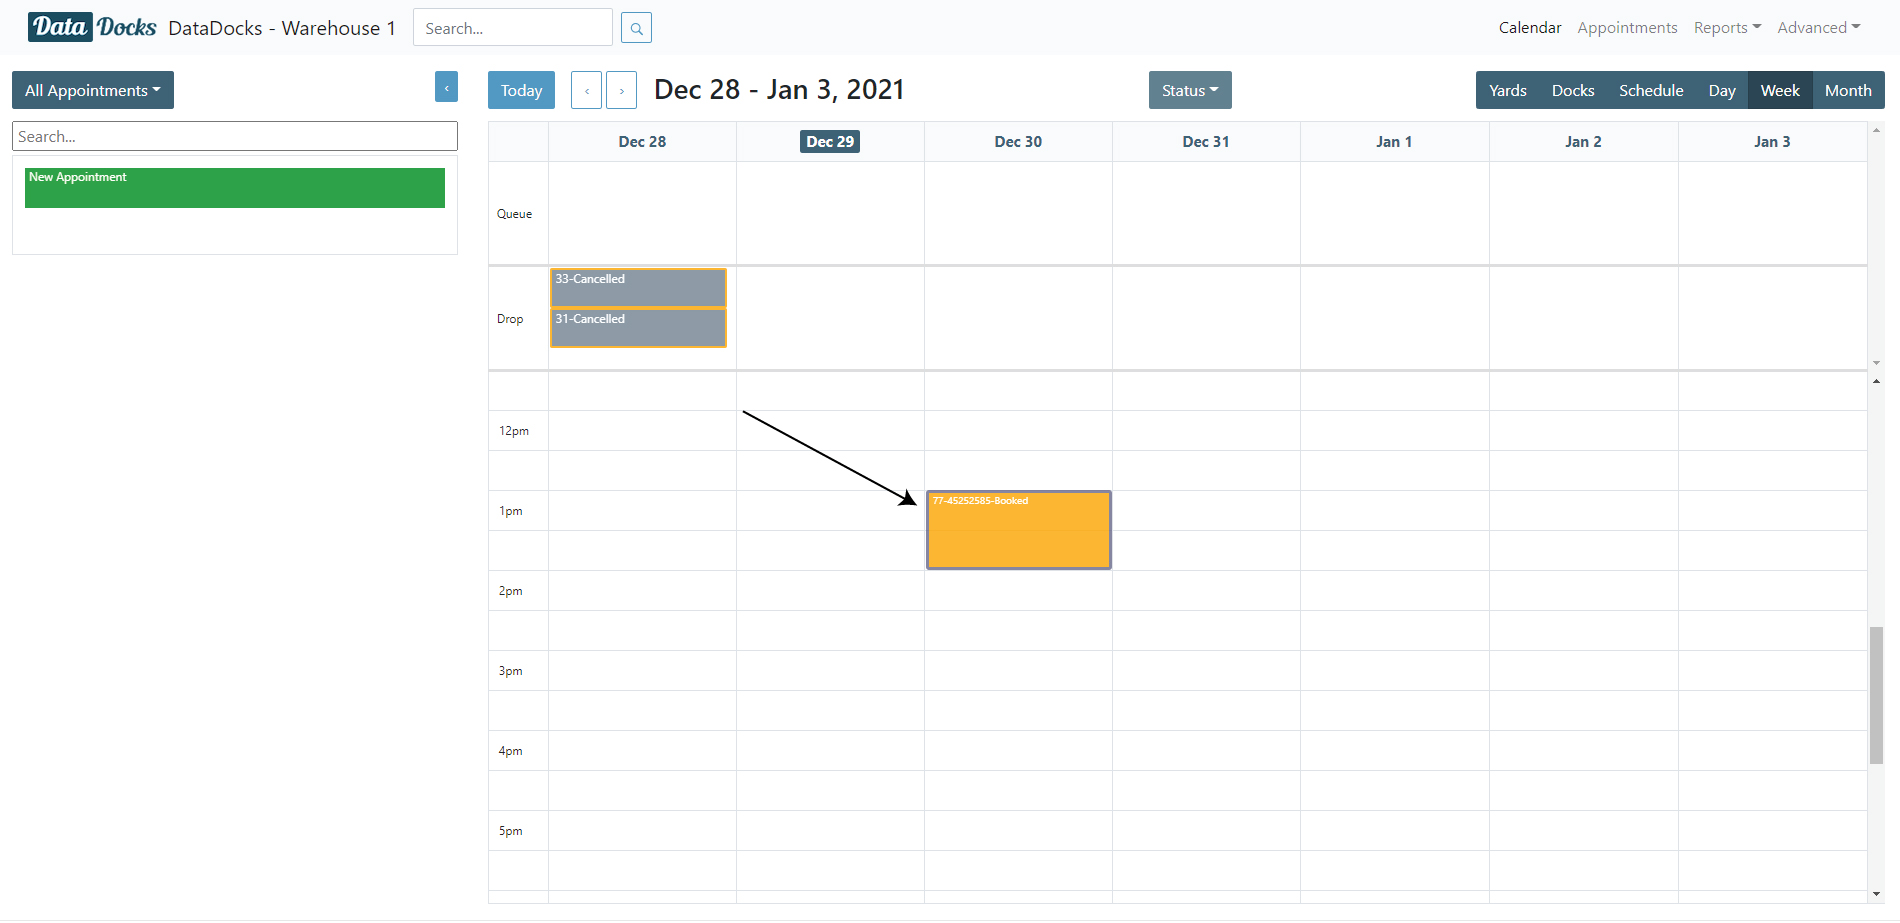 Data Docks DataDocks - Warehouse 1 Search... Calendar Appointments Reports Advanced
All Appointments ‹ Today ‹ › Dec 28 - Jan 3, 2021 Status Yards Docks Schedule Day Week Month
Search...
Dec 28 Dec 29 Dec 30 Dec 31 Jan 1 Jan 2 Jan 3
New Appointment
Queue
33-Cancelled
Drop
31-Cancelled
12pm
77-45252585-Booked
1pm
2pm
3pm
4pm
5pm